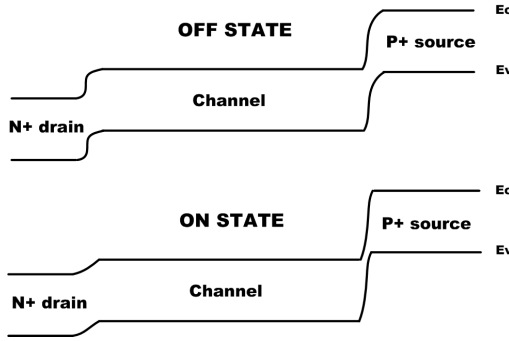 Ec
OFF STATE
P+ source
Ev
Channel
N+ drain
Ec
ON STATE
P+ source
Ev
Channel
N+ drain